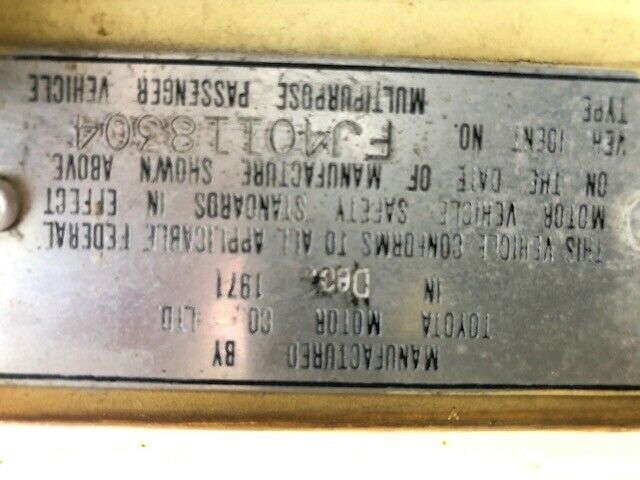 MANUFACTURED BY
TOYOTA MOTOR CO., LTD
IN Dec. 1971
THIS VEHICLE CONFORMS TO ALL APPLICABLE FEDERAL
MOTOR VEHICLE SAFETY STANDARDS IN EFFECT
ON THE DATE OF MANUFACTURE SHOWN ABOVE.
VEH. IDENT NO. FJ40118304
TYPE MULTIPURPOSE PASSENGER VEHICLE